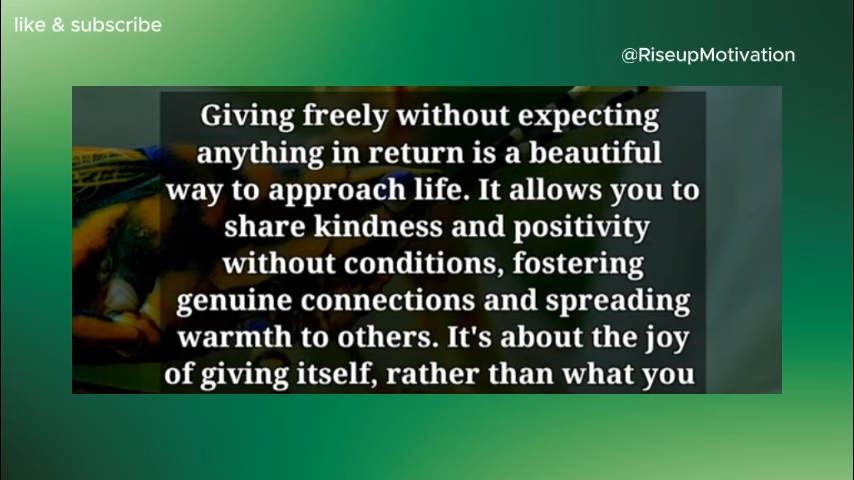 like & subscribe
@RiseupMotivation
Giving freely without expecting
anything in return is a beautiful
way to approach life. It allows you to
share kindness and positivity
without conditions, fostering
genuine connections and spreading
warmth to others. It's about the joy
of giving itself, rather than what you